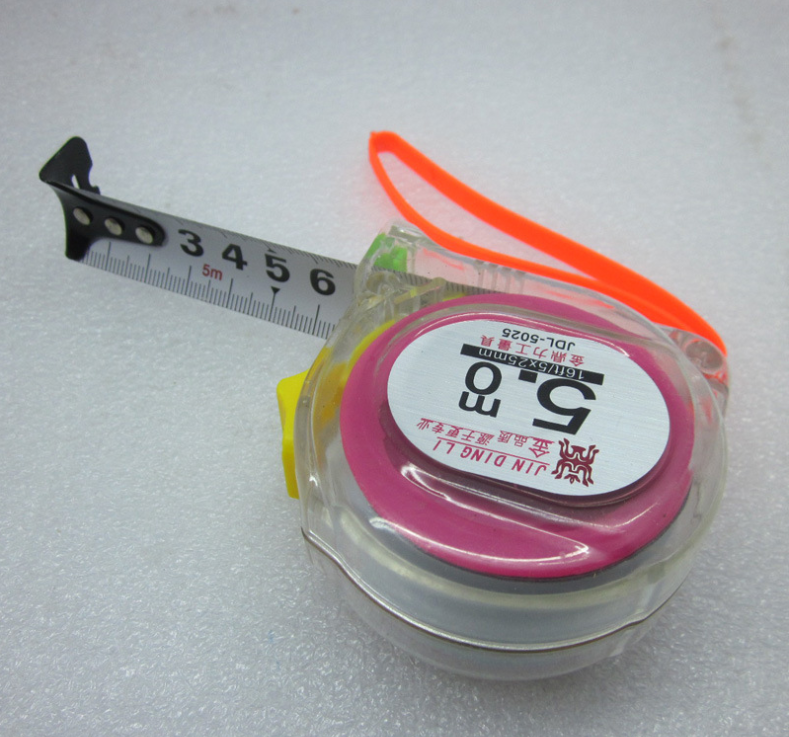 3 4 5 6
5m
JIN DING LI
金品质 源于更专业
5.0m
16ft/5x25mm
金鼎力工量具
JDL-5025